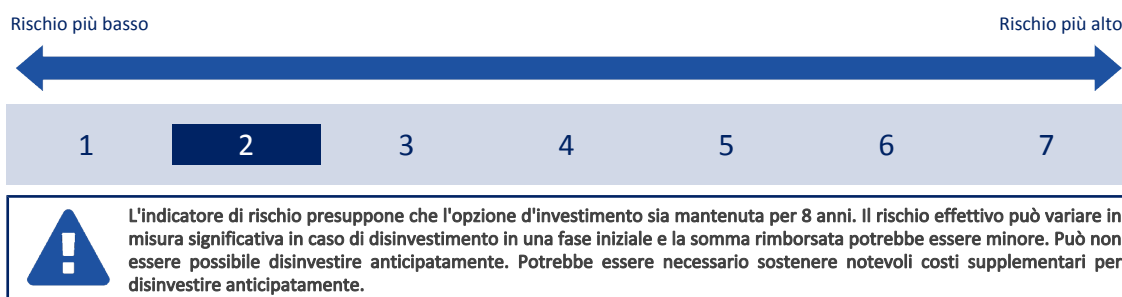 Rischio più basso Rischio più alto
1 2 3 4 5 6 7
L'indicatore di rischio presuppone che l'opzione d'investimento sia mantenuta per 8 anni. Il rischio effettivo può variare in
misura significativa in caso di disinvestimento in una fase iniziale e la somma rimborsata potrebbe essere minore. Può non
essere possibile disinvestire anticipatamente. Potrebbe essere necessario sostenere notevoli costi supplementari per
disinvestire anticipatamente.